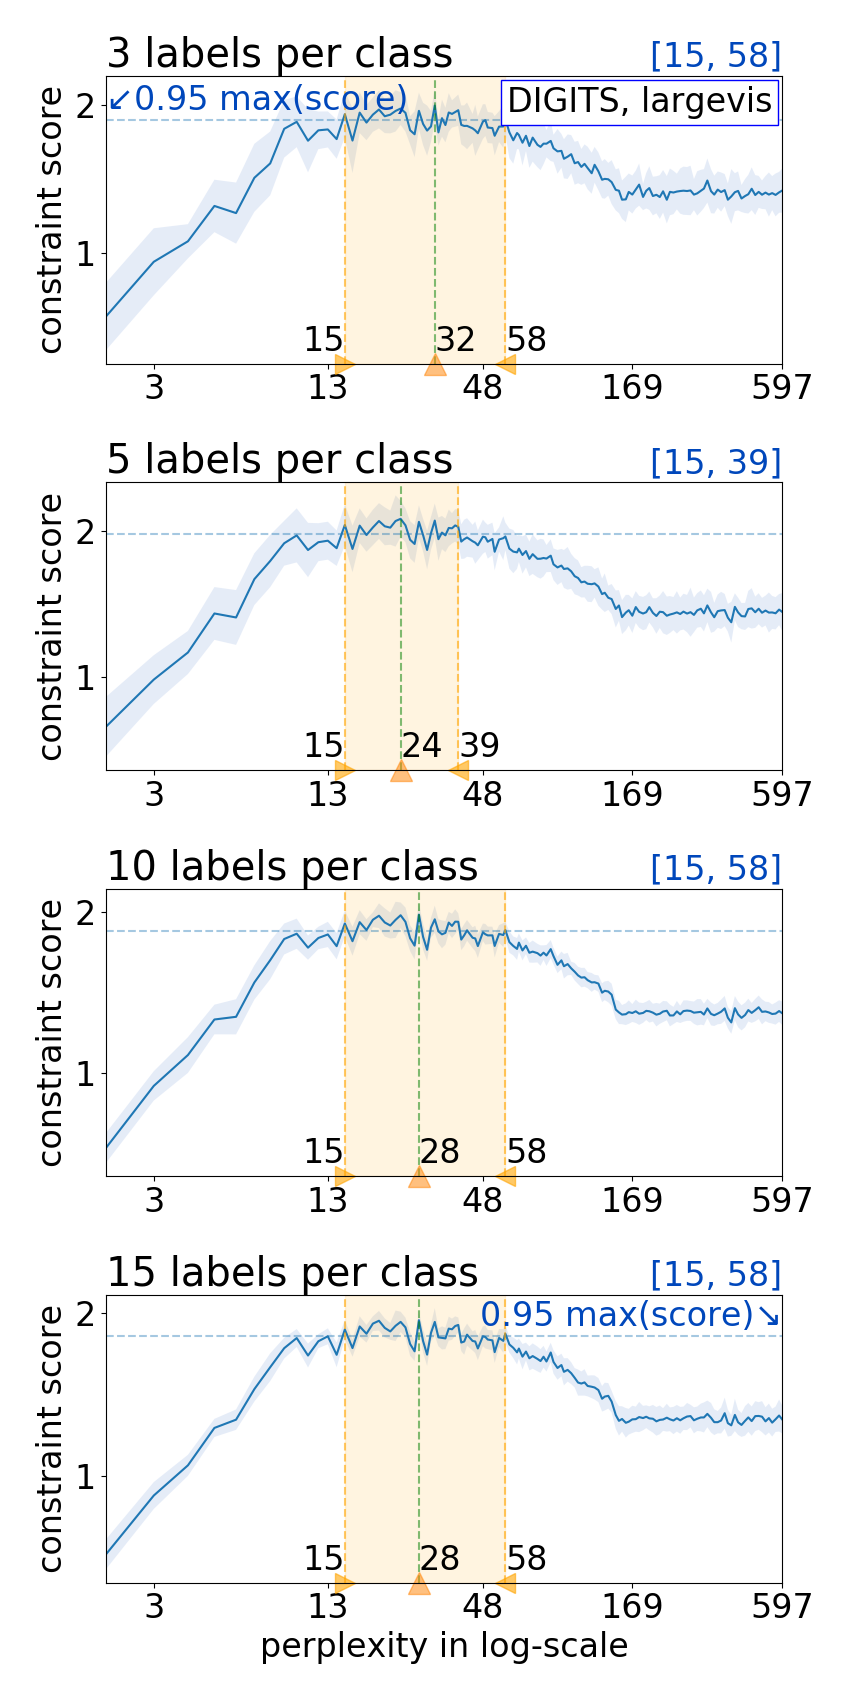 3 labels per class [15, 58]
↙0.95 max(score)
DIGITS, largevis
constraint score
2
1
15 32 58
3 13 48 169 597
5 labels per class [15, 39]
constraint score
2
1
15 24 39
3 13 48 169 597
10 labels per class [15, 58]
constraint score
2
1
15 28 58
3 13 48 169 597
15 labels per class [15, 58]
0.95 max(score)↘
constraint score
2
1
15 28 58
3 13 48 169 597
perplexity in log-scale